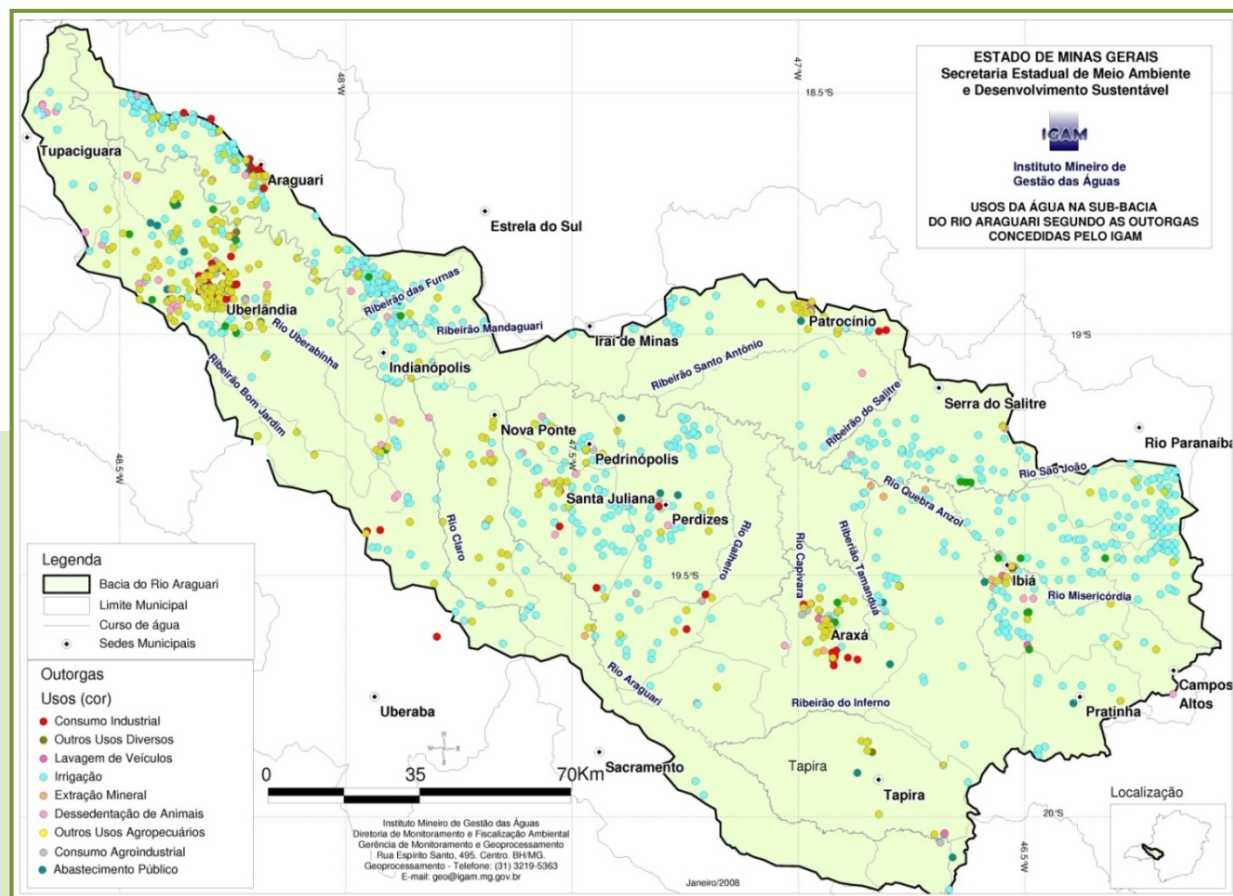 ESTADO DE MINAS GERAIS
Secretaria Estadual de Meio Ambiente
e Desenvolvimento Sustentável
IGAM
Instituto Mineiro de
Gestão das Águas
USOS DA ÁGUA NA SUB-BACIA
DO RIO ARAGUARI SEGUNDO AS OUTORGAS
CONCEDIDAS PELO IGAM
48°W
47°W
18.5°S
Tupaciguara
Araguari
Estrela do Sul
Ribeirão das Furnas
Uberlândia
Rio Uberabinha
Ribeirão Mandaguari
Patrocínio
19°S
Iraí de Minas
Indianópolis
Ribeirão Santo Antônio
Ribeirão Bom Jardim
Ribeirão do Salitre
Serra do Salitre
Nova Ponte
Rio Paranaíba
48.5°W
47.5°W
Pedrinópolis
Rio São João
Santa Juliana
Rio Quebra Anzol
Perdizes
Rio Claro
Rio Galheiro
Rio Capivara
Riberião Tamanduá
19.5°S
Ibiá
Rio Misericórdia
Araxá
Rio Araguari
Ribeirão do Inferno
Campos
Altos
Pratinha
Uberaba
Sacramento
Tapira
Tapira
20°S
46.5°W
Legenda
Bacia do Rio Araguari
Limite Municipal
Curso de água
Sedes Municipais
Outorgas
Usos (cor)
Consumo Industrial
Outros Usos Diversos
Lavagem de Veículos
Irrigação
Extração Mineral
Dessedentação de Animais
Outros Usos Agropecuários
Consumo Agroindustrial
Abastecimento Público
N
W E
S
0 35 70Km
Instituto Mineiro de Gestão das Águas
Diretoria de Monitoramento e Fiscalização Ambiental
Gerência de Monitoramento e Geoprocessamento
Rua Espírito Santo, 495. Centro. BH/MG.
Geoprocessamento - Telefone: (31) 3219-5363
E-mail: geo@igam.mg.gov.br
Janeiro/2008
Localização